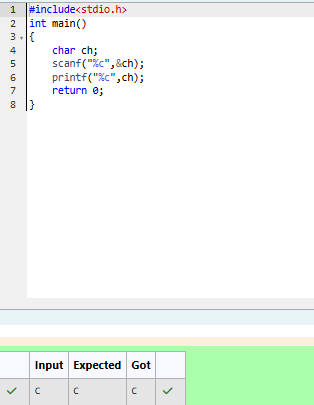 1 #include<stdio.h>
2 int main()
3 {
4 char ch;
5 scanf("%c",&ch);
6 printf("%c",ch);
7 return 0;
8 }
Input Expected Got
✓ c c c ✓